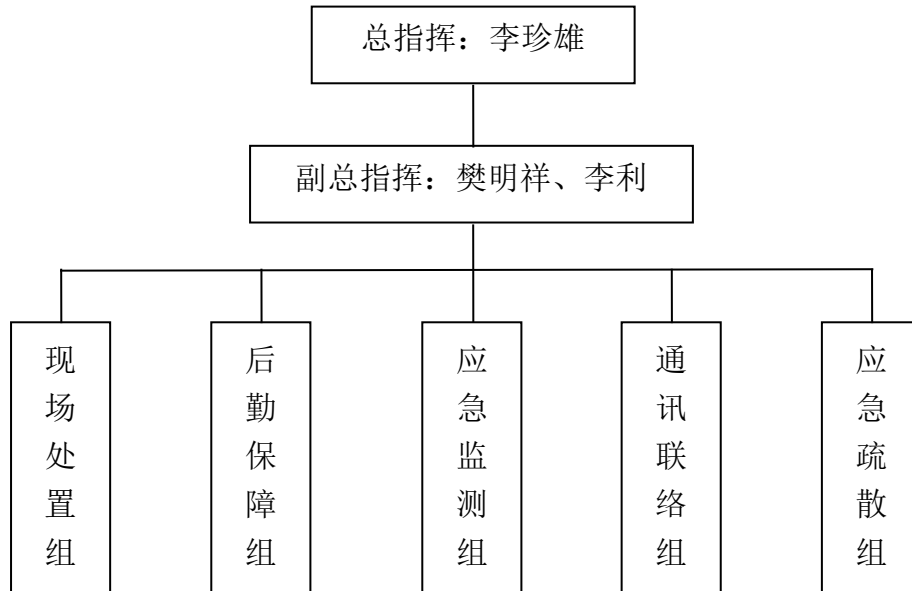 总指挥：李珍雄
副总指挥：樊明祥、李利
现场处置组
后勤保障组
应急监测组
通讯联络组
应急疏散组